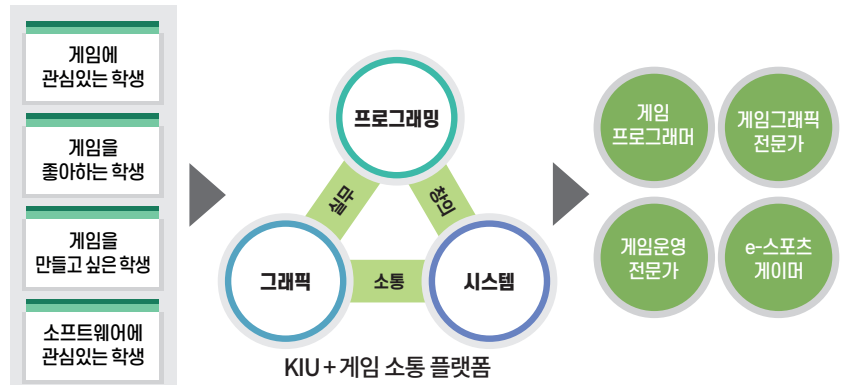 게임에
관심있는 학생
게임을
좋아하는 학생
게임을
만들고 싶은 학생
소프트웨어에
관심있는 학생
프로그래밍
실마
창의
그래픽
소통
시스템
KIU + 게임 소통 플랫폼
게임
프로그래머
게임그래픽
전문가
게임운영
전문가
e-스포츠
게이머